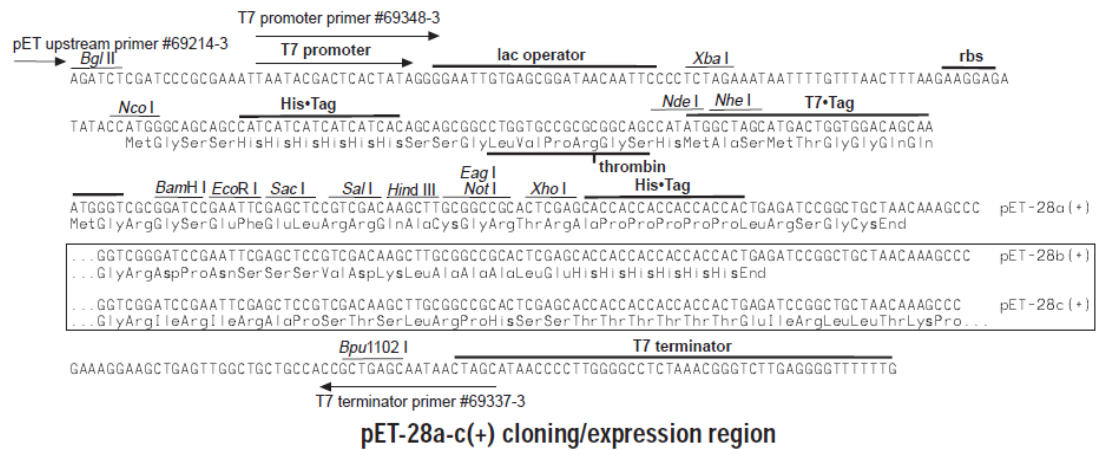 T7 promoter primer #69348-3
pET upstream primer #69214-3
Bgl II T7 promoter lac operator Xba I rbs
AGATCTCGATCCCGCGAAATTAATACGACTCACTATAGGGGAATTGTGAGCGGATAACAATTCCCCTCTAGAAATAATTTTGTTTAACTTTAAGAAGGAGA
Nco I His•Tag Nde I Nhe I T7•Tag
TATACCATGGGCAGCAGCCATCATCATCATCATCACAGCAGCGGCCTGGTGCCGCGCGGCAGCCATATGGCTAGCATGACTGGTGGACAGCAA
MetGlySerSerHisHisHisHisHisHisSerSerGlyLeuValProArgGlySerHisMetAlaSerMetThrGlyGlyGlnGln
thrombin
BamH I EcoR I Sac I Sal I Hind III Eag I Not I Xho I His•Tag
ATGGGTCGCGGATCCGAATTCGAGCTCCGTCGACAAGCTTGCGGCCGCACTCGAGCACCACCACCACCACCACTGAGATCCGGCTGCTAACAAAGCCC pET-28a(+)
MetGlyArgGlySerGluPheGluLeuArgArgGlnAlaCysGlyArgThrArgAlaProProProProProLeuArgSerGlyCysEnd
...GGTCGGGATCCGAATTCGAGCTCCGTCGACAAGCTTGCGGCCGCACTCGAGCACCACCACCACCACCACTGAGATCCGGCTGCTAACAAAGCCC pET-28b(+)
...GlyArgAspProAsnSerSerSerValAspLysLeuAlaAlaAlaLeuGluHisHisHisHisHisHisEnd
...GGTCGGATCCGAATTCGAGCTCCGTCGACAAGCTTGCGGCCGCACTCGAGCACCACCACCACCACCACTGAGATCCGGCTGCTAACAAAGCCC pET-28c(+)
...GlyArgIleArgIleArgAlaProSerThrSerLeuArgProHisSerSerThrThrThrThrThrThrGluIleArgLeuLeuThrLysPro...
Bpu1102 I T7 terminator
GAAAGGAAGCTGAGTTGGCTGCTGCCACCGCTGAGCAATAACTAGCATAACCCCTTGGGGCCTCTAAACGGGTCTTGAGGGGTTTTTTG
T7 terminator primer #69337-3
pET-28a-c(+) cloning/expression region